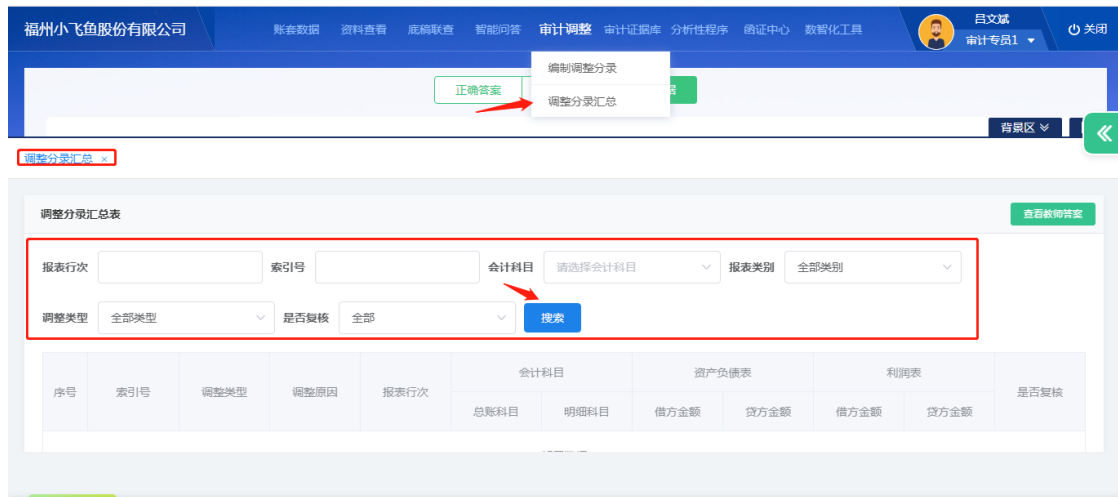 福州小飞鱼股份有限公司 账套数据 资料查看 底稿联查 智能问答 审计调整 审计证据库 分析性程序 函证中心 数智化工具 吕文斌 审计专员1 关闭
编制调整分录
正确答案
调整分录汇总
背景区
调整分录汇总 ×
调整分录汇总表 查看教师答案
报表行次 索引号 会计科目 请选择会计科目 报表类别 全部类别
调整类型 全部类型 是否复核 全部 搜索
序号 索引号 调整类型 调整原因 报表行次 会计科目 资产负债表 利润表 是否复核
总账科目 明细科目 借方金额 贷方金额 借方金额 贷方金额